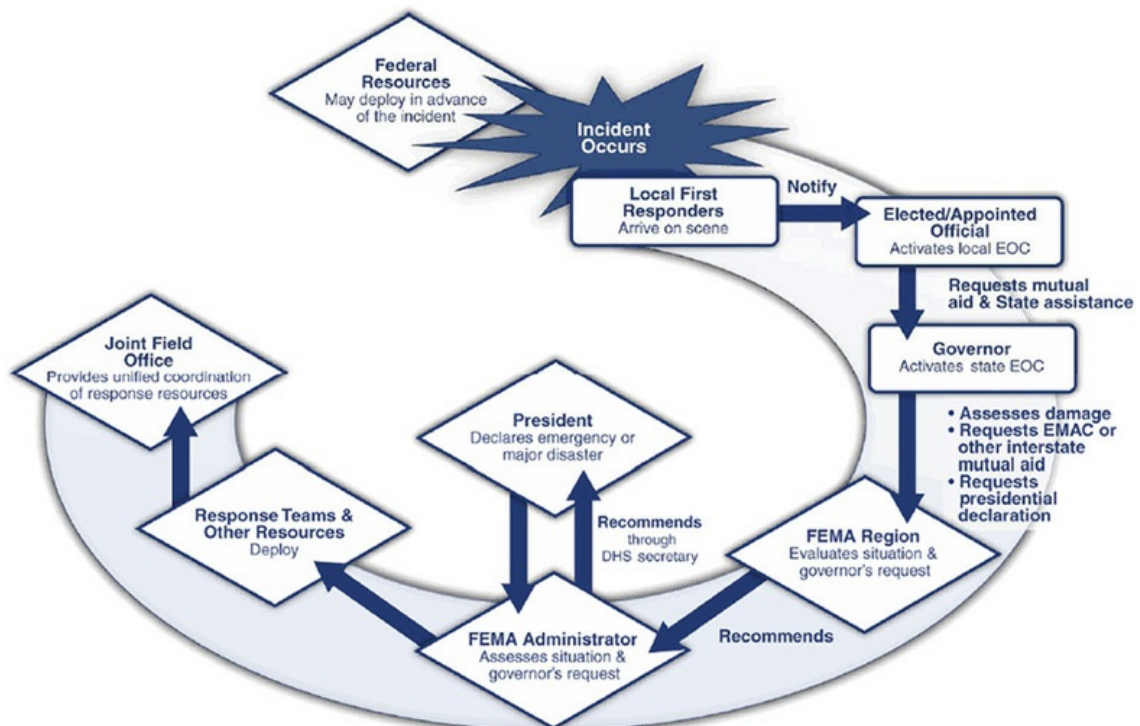 Federal
Resources
May deploy in advance
of the incident
Incident
Occurs
Local First
Responders
Arrive on scene
Notify
Elected/Appointed
Official
Activates local EOC
Requests mutual
aid & State assistance
Governor
Activates state EOC
• Assesses damage
• Requests EMAC or
other interstate
mutual aid
• Requests
presidential
declaration
FEMA Region
Evaluates situation &
governor's request
Recommends
FEMA Administrator
Assesses situation &
governor's request
Recommends
through
DHS secretary
President
Declares emergency or
major disaster
Response Teams &
Other Resources
Deploy
Joint Field
Office
Provides unified coordination
of response resources